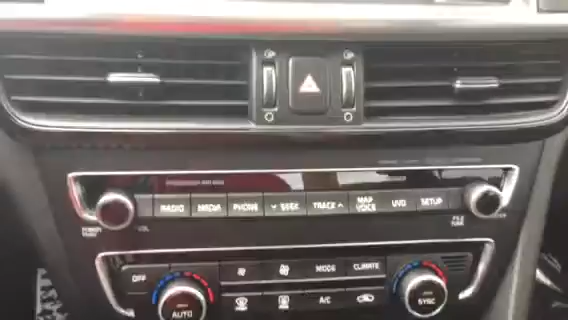 RADIO MEDIA PHONE ∨ SEEK TRACK ∧ MAP VOICE UVO SETUP
POWER PUSH VOL FILE TUNE
OFF MODE CLIMATE
AUTO A/C SYNC